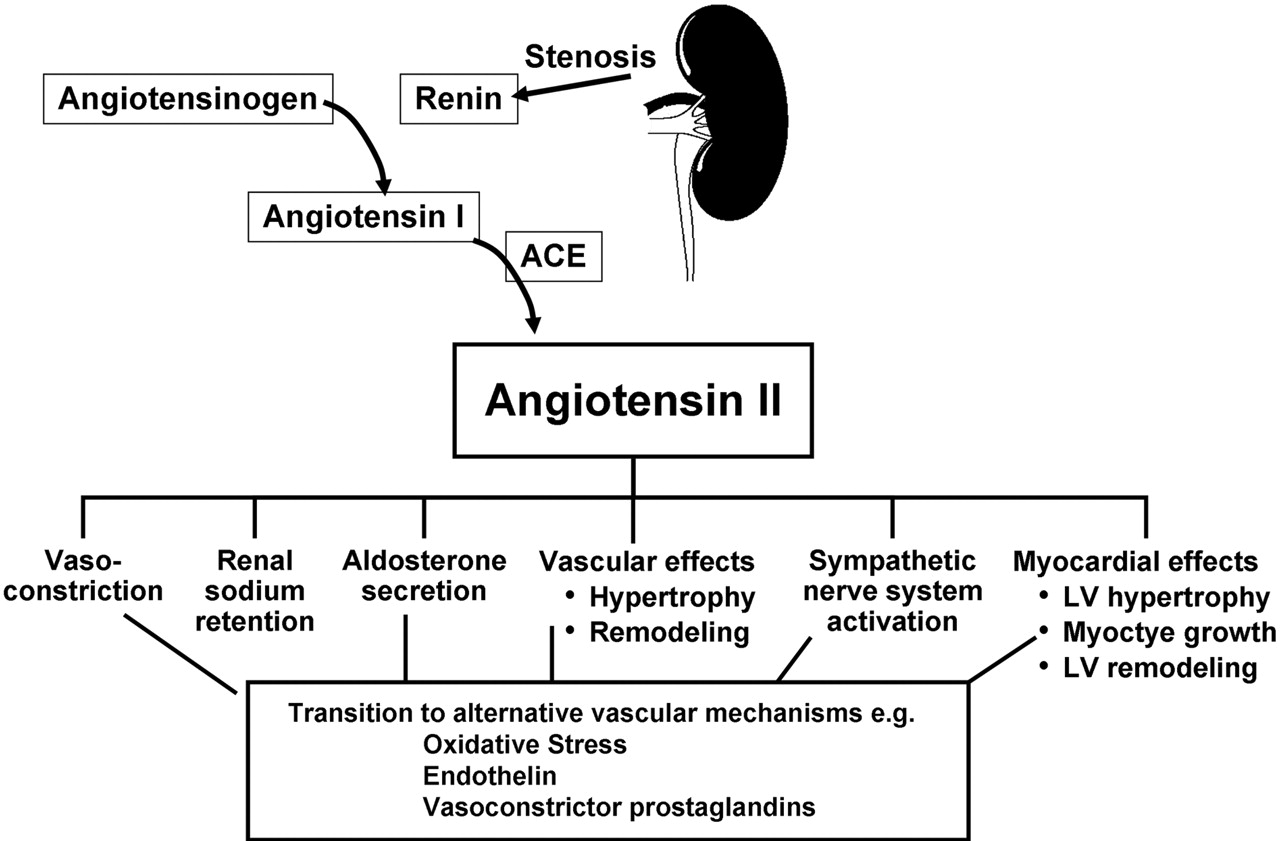 Stenosis
Angiotensinogen
Renin
Angiotensin I
ACE
Angiotensin II
Vaso-
constriction
Renal
sodium
retention
Aldosterone
secretion
Vascular effects
• Hypertrophy
• Remodeling
Sympathetic
nerve system
activation
Myocardial effects
• LV hypertrophy
• Myoctye growth
• LV remodeling
Transition to alternative vascular mechanisms e.g.
Oxidative Stress
Endothelin
Vasoconstrictor prostaglandins